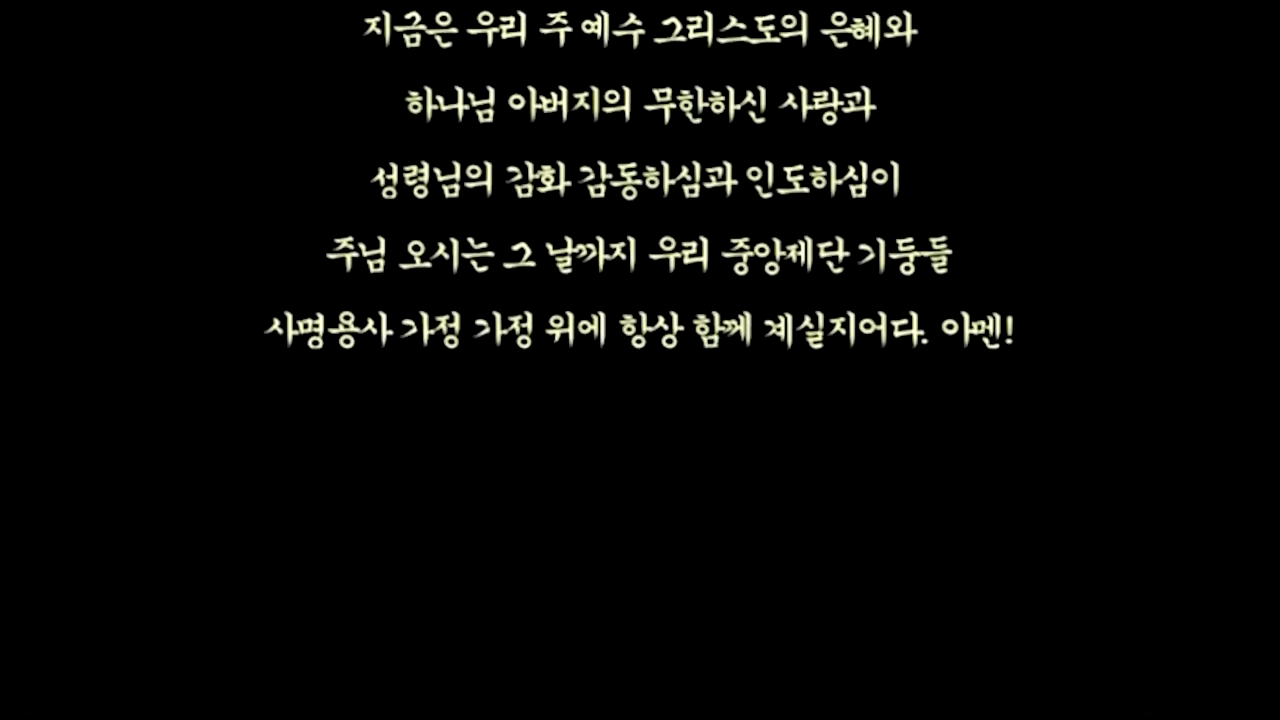 지금은 우리 주 예수 그리스도의 은혜와
하나님 아버지의 무한하신 사랑과
성령님의 감화 감동하심과 인도하심이
주님 오시는 그 날까지 우리 중앙제단 기둥들
사명용사 가정 가정 위에 항상 함께 계실지어다. 아멘!